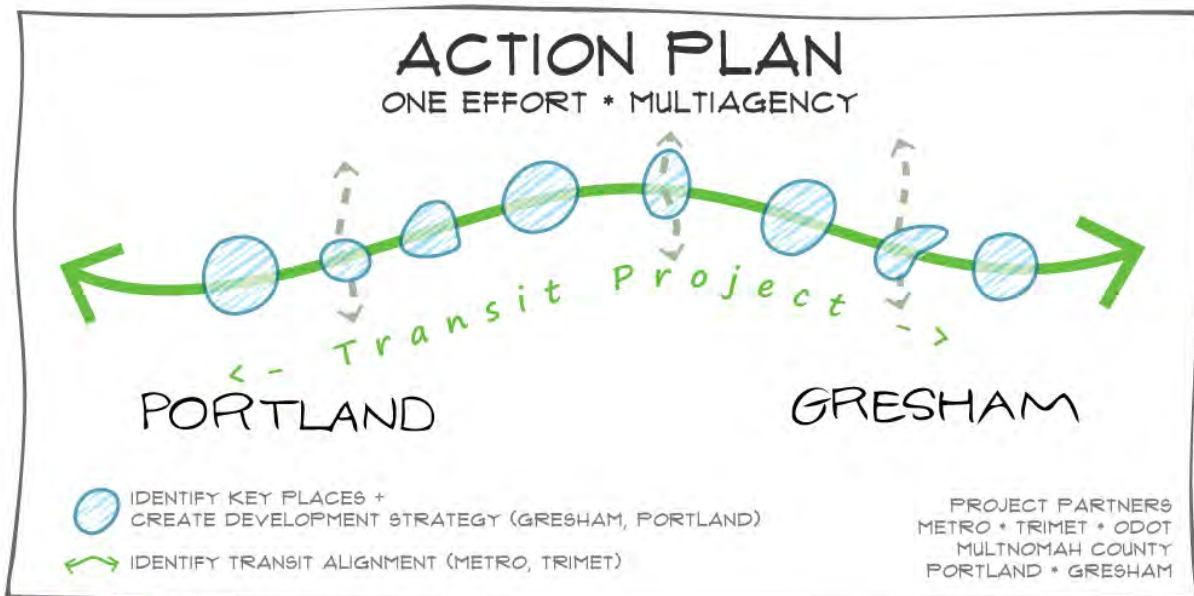 ACTION PLAN
ONE EFFORT * MULTIAGENCY
<- Transit Project ->
PORTLAND
GRESHAM
IDENTIFY KEY PLACES +
CREATE DEVELOPMENT STRATEGY (GRESHAM, PORTLAND)
IDENTIFY TRANSIT ALIGNMENT (METRO, TRIMET)
PROJECT PARTNERS
METRO * TRIMET * ODOT
MULTNOMAH COUNTY
PORTLAND * GRESHAM